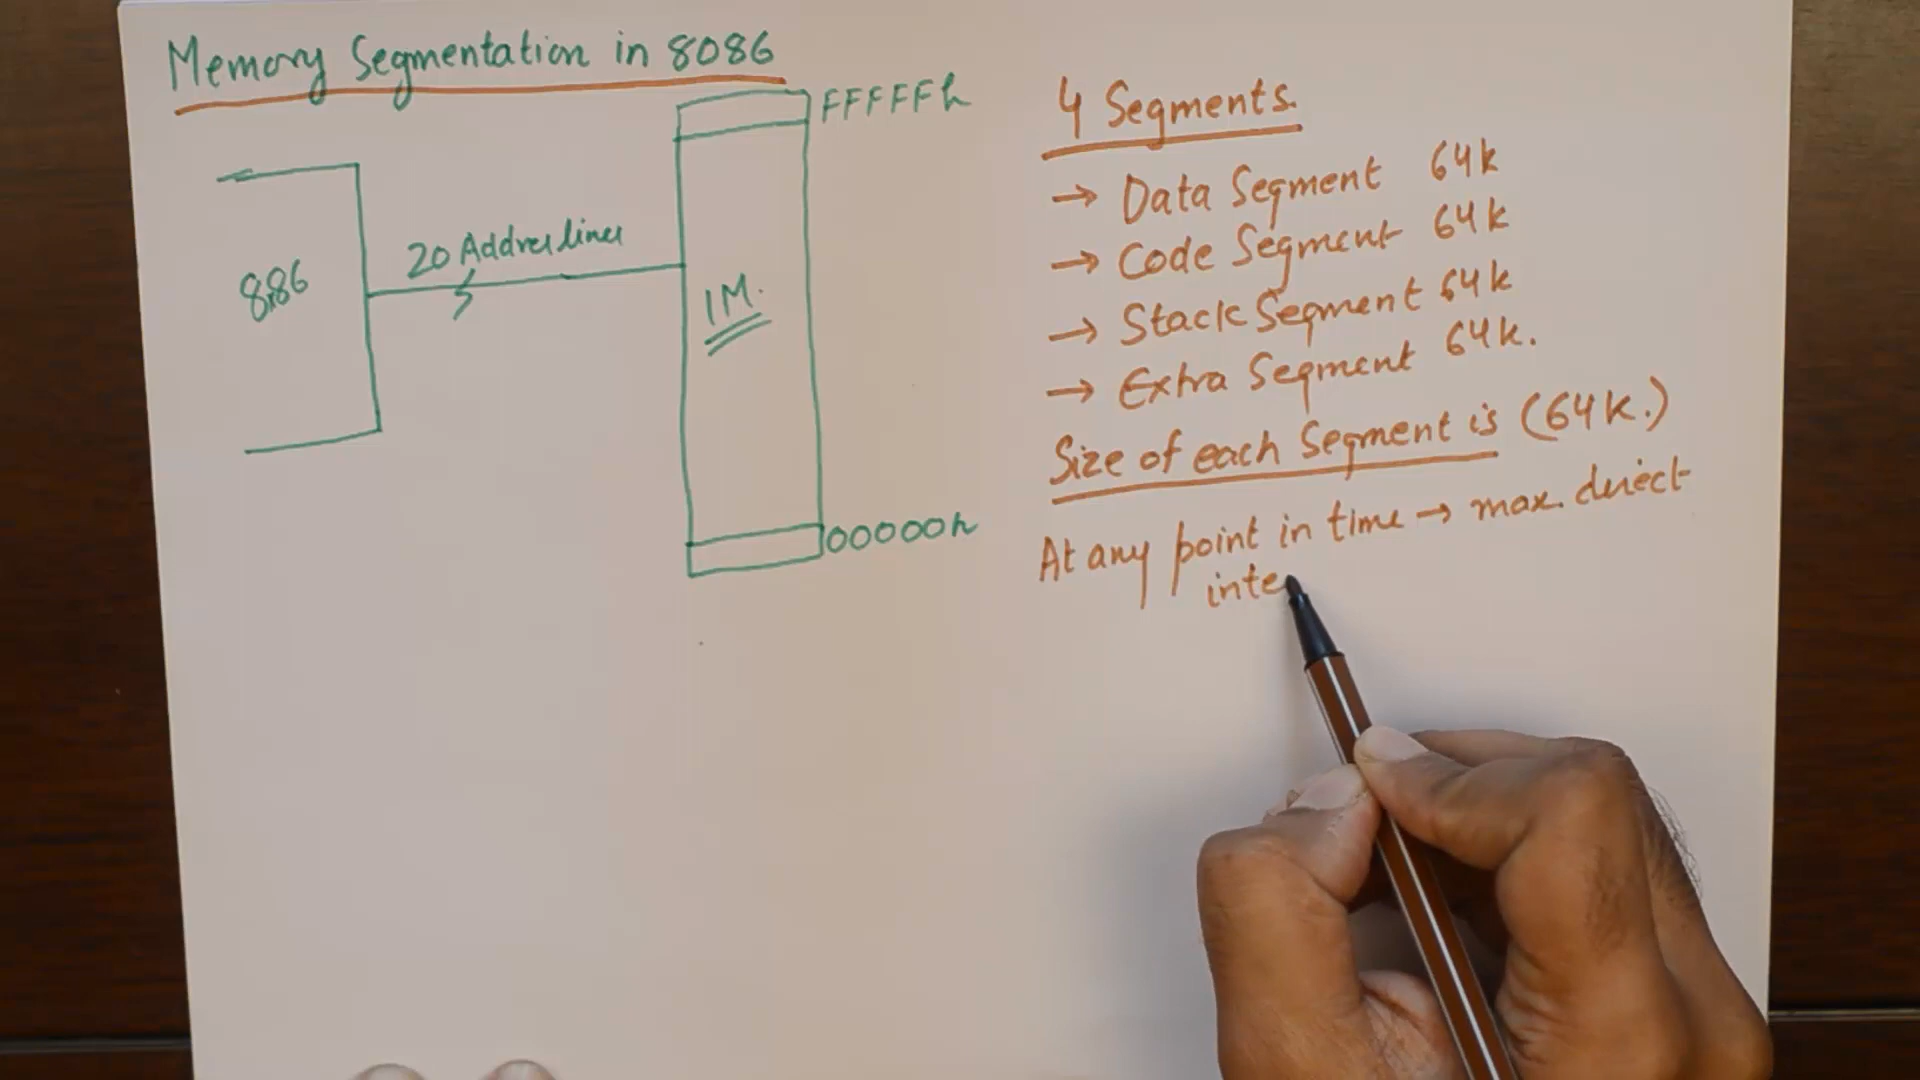 Memory Segmentation in 8086
FFFFFh
8086
20 Address lines
1M.
00000h
4 Segments.
→ Data Segment 64k
→ Code Segment 64k
→ Stack Segment 64k
→ Extra Segment 64k.
Size of each Segment is (64k.)
At any point in time → max. direct
inte